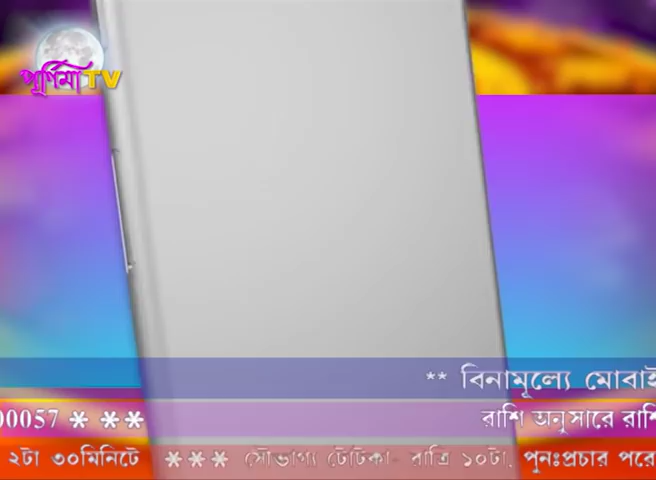 পূর্ণিমা TV
** বিনামূল্যে মোবাই
00057 * ** রাশি অনুসারে রাশি
২টা ৩০মিনিটে *** সৌভাগ্য টোটকা- রাত্রি ১০টা, পুনঃপ্রচার পরে